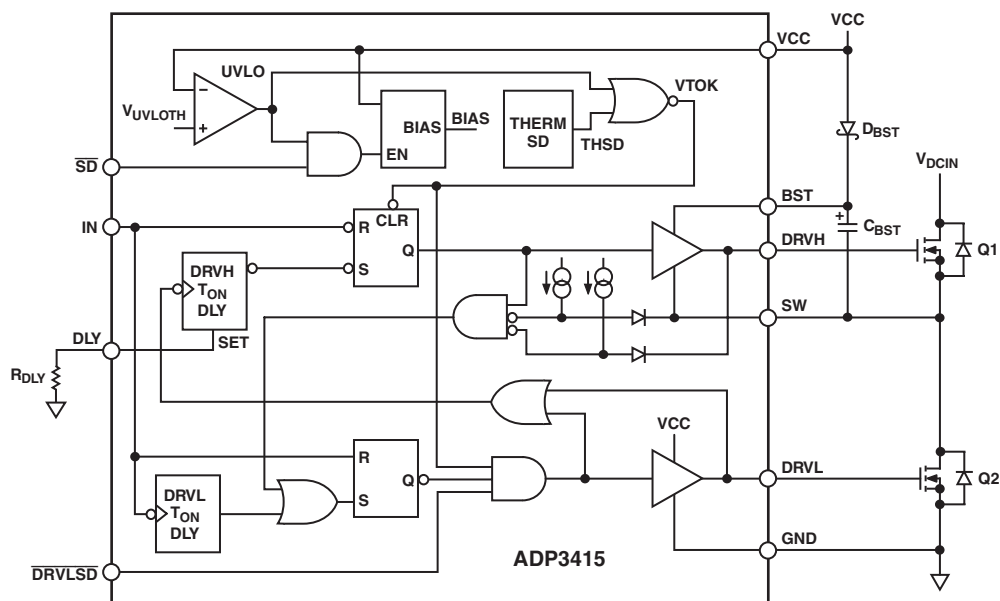 VCC
VCC
UVLO
VTOK
−
VUVLOTH
+
BIAS
BIAS
EN
THERM
SD
THSD
DBST
SD
VDCIN
BST
IN
CLR
R
Q
S
+
CBST
DRVH
Q1
DRVH
TON
DLY
SW
DLY
SET
RDLY
VCC
R
Q
S
DRVL
Q2
DRVL
TON
DLY
GND
ADP3415
DRVLSD